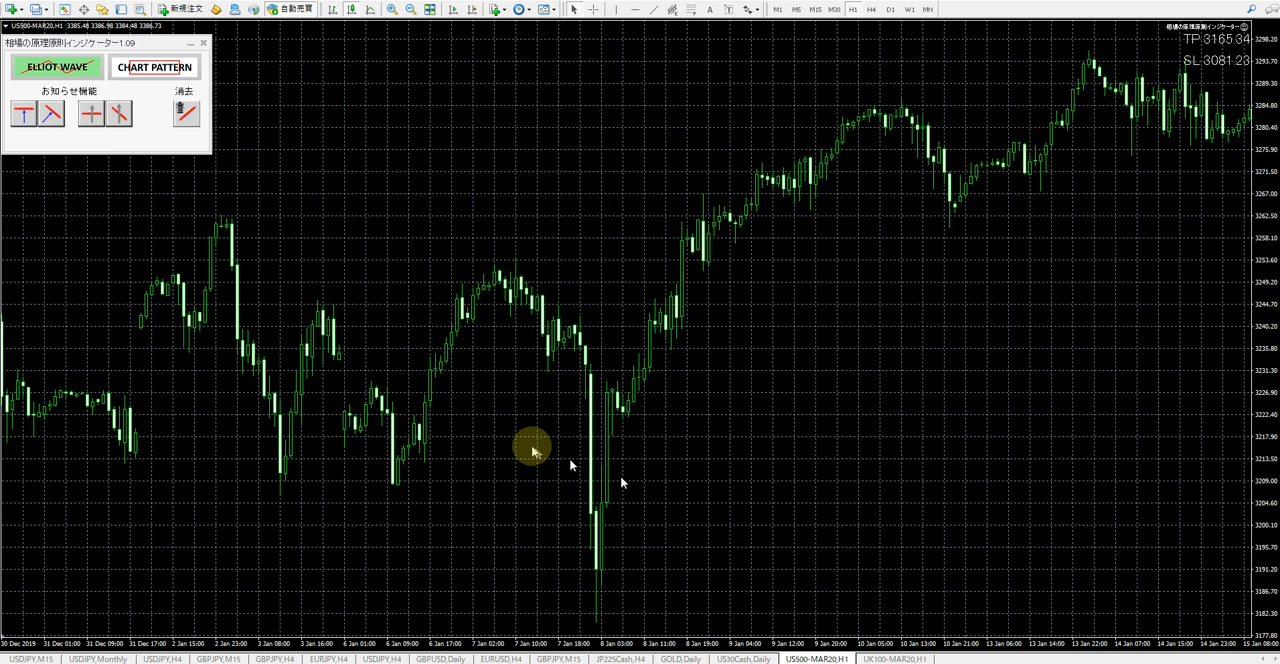 新規注文 自動売買 A T M1 M5 M15 M30 H1 H4 D1 W1 MN
US500-MAR20,H1 3385.48 3386.98 3384.48 3386.73
相場の原理原則インジケーター1.09
ELLIOT WAVE CHART PATTERN
お知らせ機能 消去
相場の原理原則インジケーター
TP:3165.34
SL:3081.23
3298.20
3293.70
3289.30
3284.80
3280.40
3275.90
3271.50
3267.00
3262.50
3258.10
3253.60
3249.20
3244.70
3240.20
3235.80
3231.30
3226.90
3222.40
3217.90
3213.50
3209.00
3204.60
3200.10
3195.70
3191.20
3186.70
3182.30
3177.80
30 Dec 2019 31 Dec 01:00 31 Dec 09:00 31 Dec 17:00 2 Jan 15:00 2 Jan 23:00 3 Jan 08:00 3 Jan 16:00 6 Jan 01:00 6 Jan 09:00 6 Jan 17:00 7 Jan 02:00 7 Jan 10:00 7 Jan 18:00 8 Jan 03:00 8 Jan 11:00 8 Jan 19:00 9 Jan 04:00 9 Jan 12:00 9 Jan 20:00 10 Jan 05:00 10 Jan 13:00 10 Jan 21:00 13 Jan 06:00 13 Jan 14:00 13 Jan 22:00 14 Jan 07:00 14 Jan 15:00 14 Jan 23:00 15 Jan 08:00
USDJPY,M15 USDJPY,Monthly USDJPY,H4 GBPJPY,M15 GBPJPY,H4 EURJPY,H4 USDJPY,H4 GBPUSD,Daily EURUSD,H4 GBPJPY,M15 JP225Cash,H4 GOLD,Daily US30Cash,Daily US500-MAR20,H1 UK100-MAR20,H1